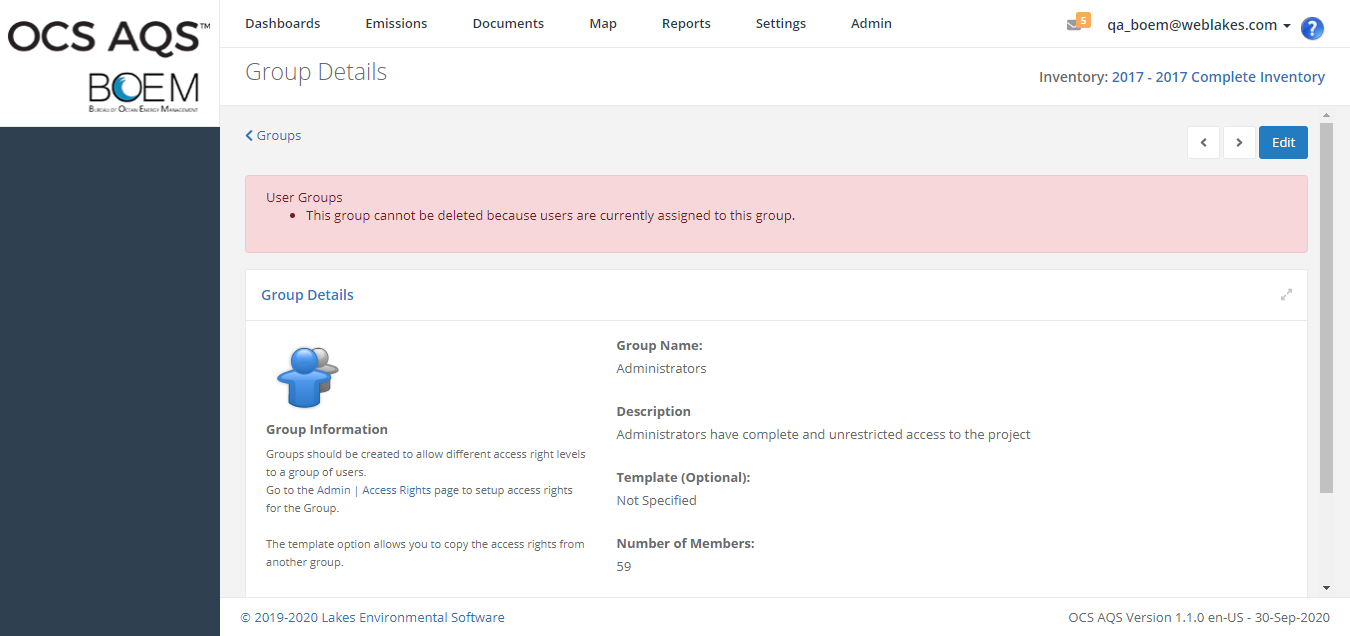 OCS AQS™
BOEM
BUREAU OF OCEAN ENERGY MANAGEMENT
Dashboards Emissions Documents Map Reports Settings Admin 5 qa_boem@weblakes.com ?
Group Details
Inventory: 2017 - 2017 Complete Inventory
Groups
Edit
User Groups
• This group cannot be deleted because users are currently assigned to this group.
Group Details
Group Information
Groups should be created to allow different access right levels
to a group of users.
Go to the Admin | Access Rights page to setup access rights
for the Group.
The template option allows you to copy the access rights from
another group.
Group Name:
Administrators
Description
Administrators have complete and unrestricted access to the project
Template (Optional):
Not Specified
Number of Members:
59
© 2019-2020 Lakes Environmental Software
OCS AQS Version 1.1.0 en-US - 30-Sep-2020